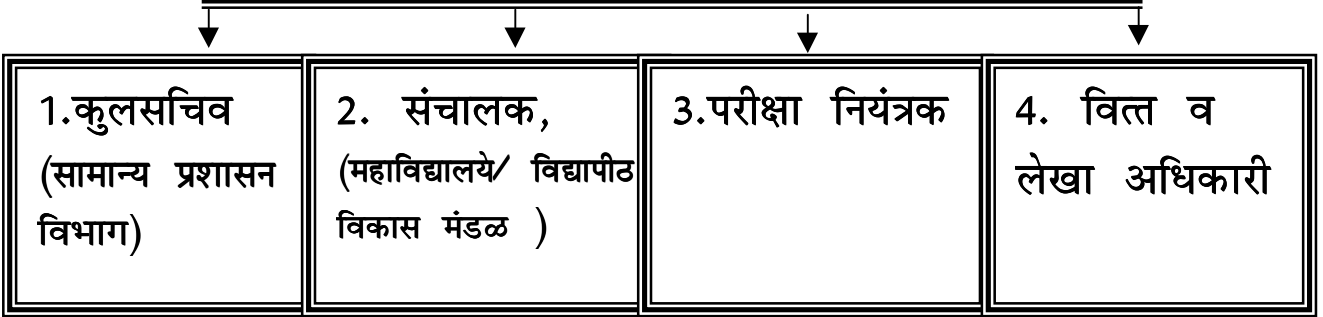 1.कुलसचिव
(सामान्य प्रशासन
विभाग)
2. संचालक,
(महाविद्यालये/ विद्यापीठ
विकास मंडळ )
3.परीक्षा नियंत्रक
4. वित्त व
लेखा अधिकारी